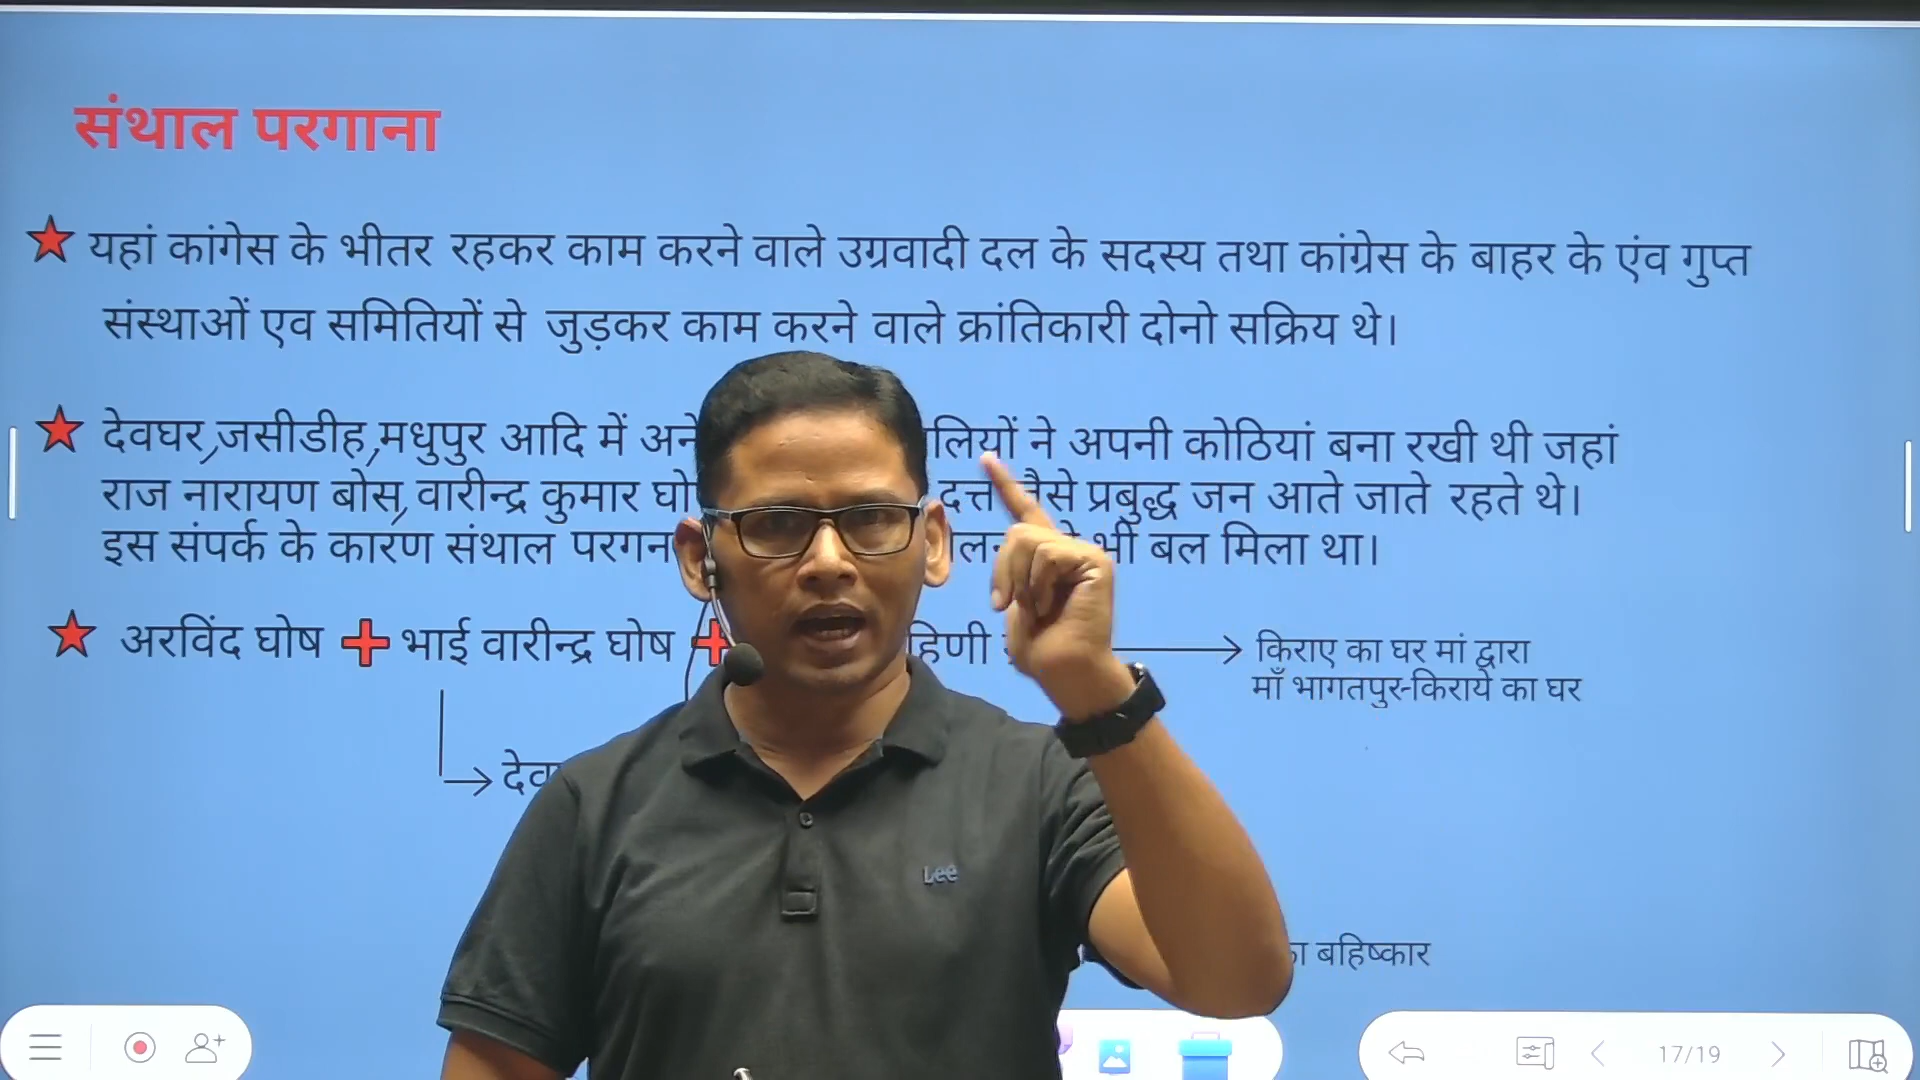 संथाल परगाना
यहां कांगेस के भीतर रहकर काम करने वाले उग्रवादी दल के सदस्य तथा कांग्रेस के बाहर के एंव गुप्त
संस्थाओं एव समितियों से जुड़कर काम करने वाले क्रांतिकारी दोनो सक्रिय थे।
देवघर,जसीडीह,मधुपुर आदि में ने अपनी कोठियां बना रखी थी जहां
राज नारायण बोस, वारीन्द्र कुमार दत्त जैसे प्रबुद्ध जन आते जाते रहते थे।
इस संपर्क के कारण संथाल भी बल मिला था।
अरविंद घोष + भाई वारीन्द्र घोष + → किराए का घर मां द्वारा
माँ भागतपुर-किराये का घर
बहिष्कार
Lee
17/19